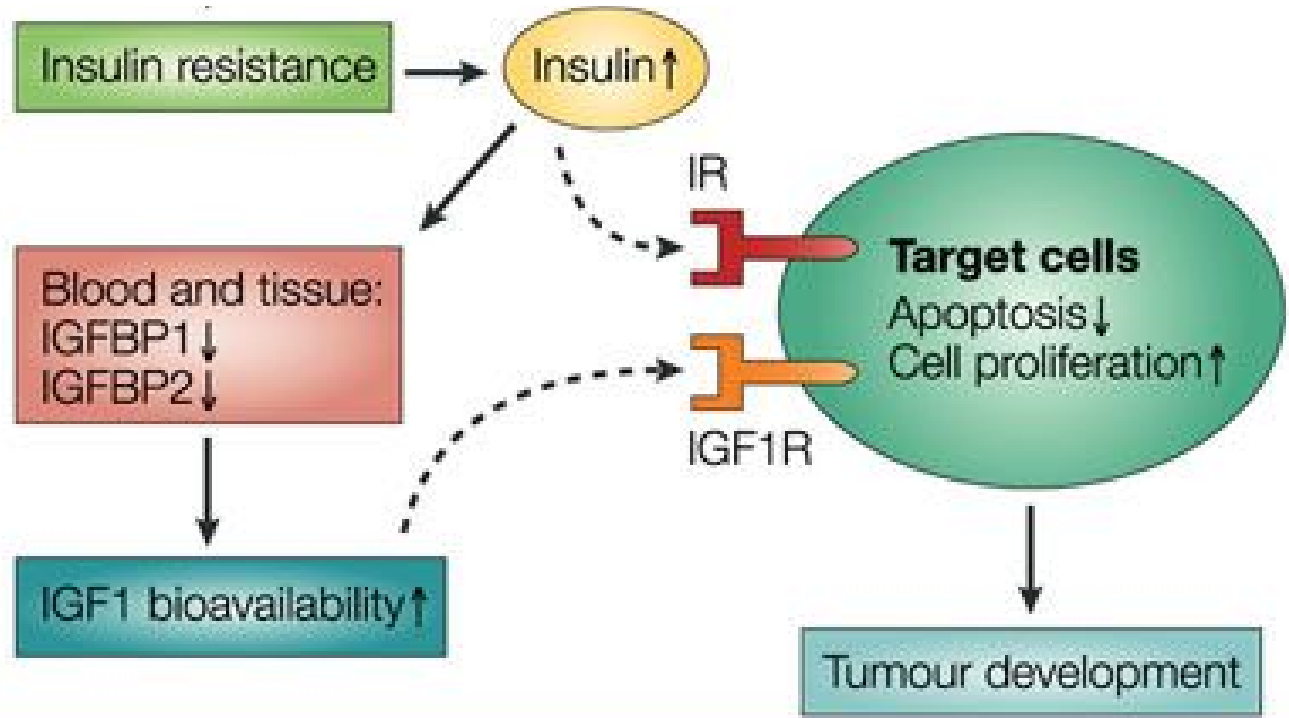 Insulin resistance
Insulin↑
IR
Blood and tissue:
IGFBP1↓
IGFBP2↓
Target cells
Apoptosis↓
Cell proliferation↑
IGF1R
IGF1 bioavailability↑
Tumour development